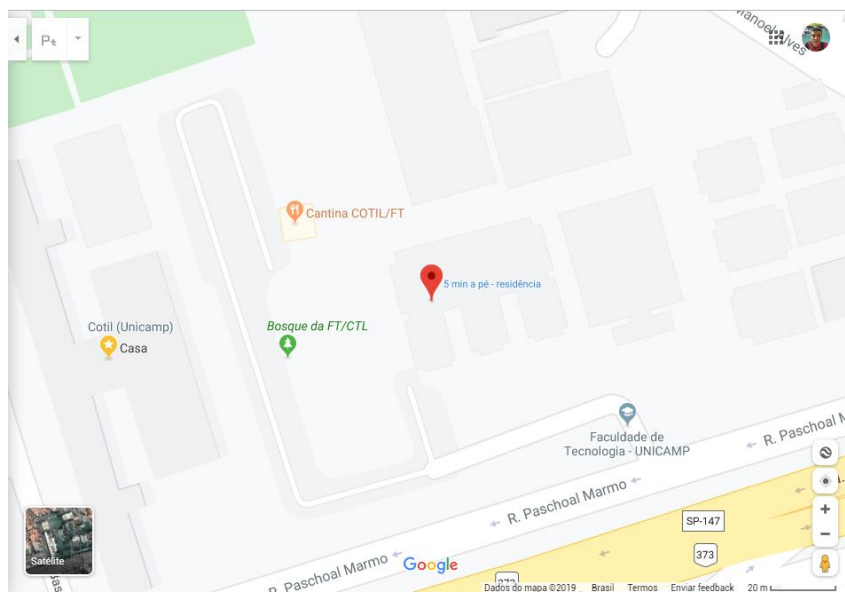 Manoel Alves
Cantina COTIL/FT
5 min a pé - residência
Cotil (Unicamp)
Casa
Bosque da FT/CTL
Faculdade de
Tecnologia - UNICAMP
R. Paschoal M
R. Paschoal Marmo
SP-147
373
Satélite
R. Paschoal Marmo
Google
373
Dados do mapa ©2019 Brasil Termos Enviar feedback 20 m